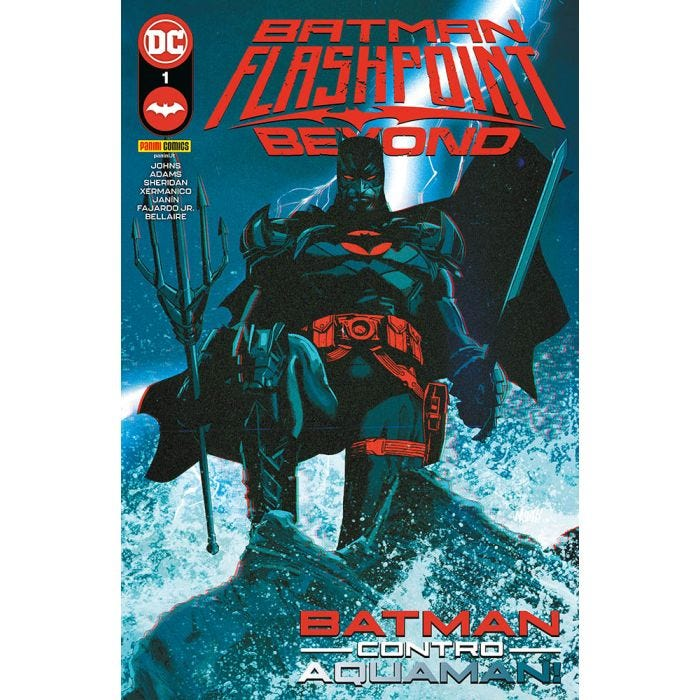 DC
BATMAN
FLASHPOINT
BEYOND
1
PANINI COMICS
panini.it
JOHNS
ADAMS
SHERIDAN
XERMANICO
JANÍN
FAJARDO JR.
BELLAIRE
BATMAN
CONTRO
AQUAMAN!